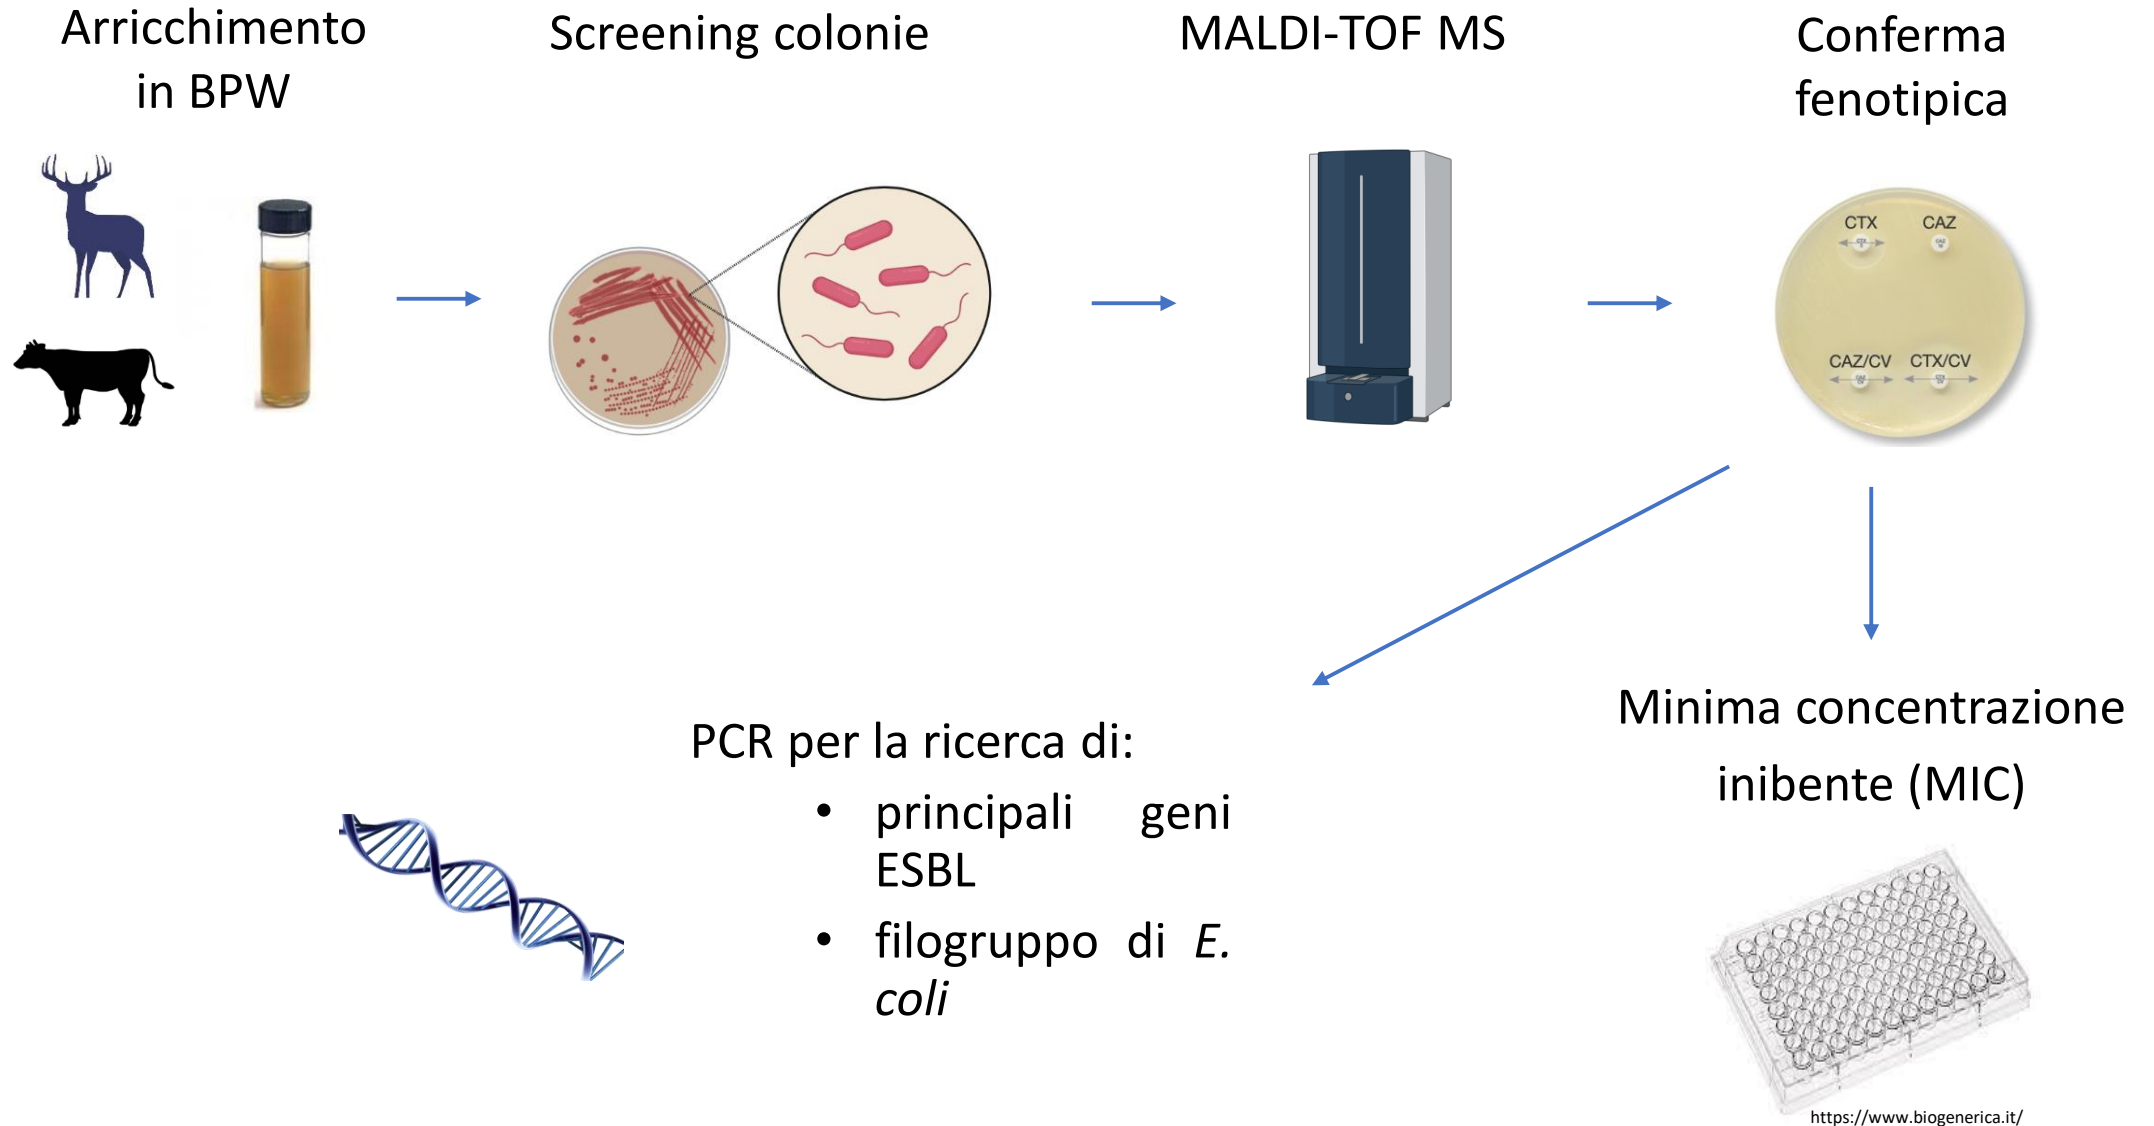 Arricchimento
in BPW
Screening colonie
MALDI-TOF MS
Conferma
fenotipica
CTX
CAZ
CAZ/CV
CTX/CV
PCR per la ricerca di:
• principali geni
ESBL
• filogruppo di E.
coli
Minima concentrazione
inibente (MIC)
https://www.biogenerica.it/